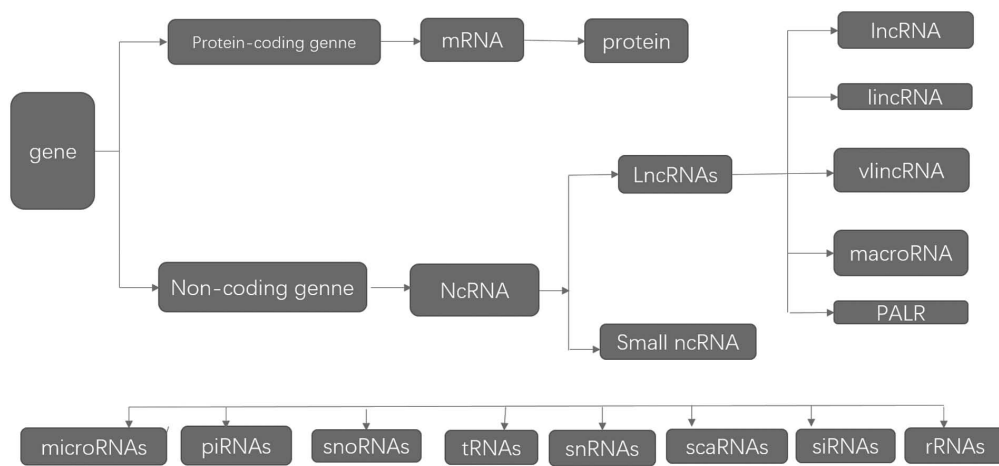 gene
Protein-coding genne
mRNA
protein
Non-coding genne
NcRNA
LncRNAs
Small ncRNA
lncRNA
lincRNA
vlincRNA
macroRNA
PALR
microRNAs
piRNAs
snoRNAs
tRNAs
snRNAs
scaRNAs
siRNAs
rRNAs